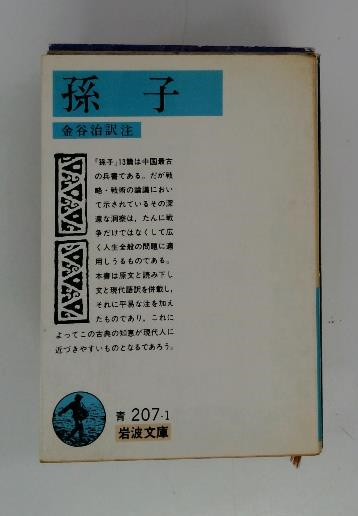 孫 子
金谷治訳注
「孫子」13篇は中国最古
の兵書である。だが戦
略・戦術の論議におい
て示されているその深
遠な洞察は，たんに戦
争だけではなくして広
く人生全般の問題に適
用しうるものである。
本書は原文と読み下し
文と現代語訳を併載し，
それに平易な注を加え
たものであり，これに
よってこの古典の知恵が現代人に
近づきやすいものとなるであろう。
青 207-1
岩波文庫